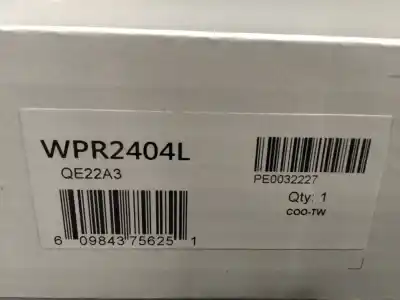 WPR2404L
QE22A3
6 09843 75625 1
PE0032227
Qty: 1
COO-TW